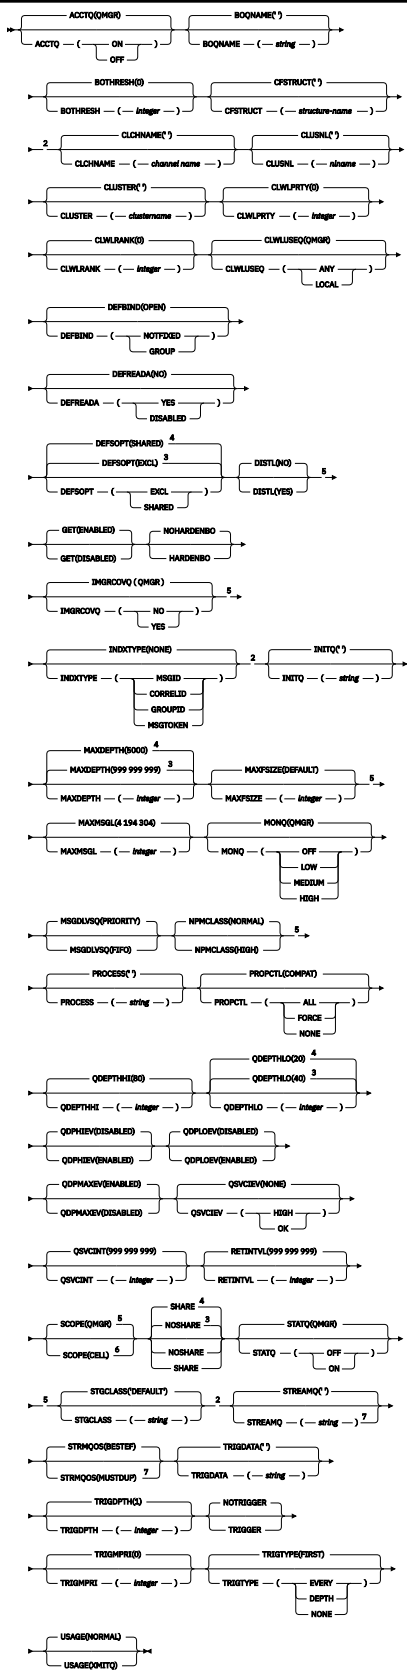 ACCTQ(QMGR) BOQNAME(' ')
ACCTQ ( ON ) BOQNAME ( string )
OFF
BOTHRESH(0) CFSTRUCT(' ')
BOTHRESH ( integer ) CFSTRUCT ( structure-name )
2 CLCHNAME(' ') CLUSNL(' ')
CLCHNAME ( channel name ) CLUSNL ( nlname )
CLUSTER(' ') CLWLPRTY(0)
CLUSTER ( clustername ) CLWLPRTY ( integer )
CLWLRANK(0) CLWLUSEQ(QMGR)
CLWLRANK ( integer ) CLWLUSEQ ( ANY )
LOCAL
DEFBIND(OPEN)
DEFBIND ( NOTFIXED )
GROUP
DEFREADA(NO)
DEFREADA ( YES )
DISABLED
DEFSOPT(SHARED) 4
DEFSOPT(EXCL) 3 DISTL(NO) 5
DEFSOPT ( EXCL ) DISTL(YES)
SHARED
GET(ENABLED) NOHARDENBO
GET(DISABLED) HARDENBO
IMGRCOVQ ( QMGR )
5
IMGRCOVQ ( NO )
YES
INDXTYPE(NONE) 2 INITQ(' ')
INDXTYPE ( MSGID ) INITQ ( string )
CORRELID
GROUPID
MSGTOKEN
MAXDEPTH(5000) 4
MAXDEPTH(999 999 999) 3 MAXFSIZE(DEFAULT) 5
MAXDEPTH ( integer ) MAXFSIZE ( integer )
MAXMSGL(4 194 304) MONQ(QMGR)
MAXMSGL ( integer ) MONQ ( OFF )
LOW
MEDIUM
HIGH
MSGDLVSQ(PRIORITY) NPMCLASS(NORMAL) 5
MSGDLVSQ(FIFO) NPMCLASS(HIGH)
PROCESS(' ') PROPCTL(COMPAT)
PROCESS ( string ) PROPCTL ( ALL )
FORCE
NONE
QDEPTHLO(20) 4
QDEPTHHI(80) QDEPTHLO(40) 3
QDEPTHHI ( integer ) QDEPTHLO ( integer )
QDPHIEV(DISABLED) QDPLOEV(DISABLED)
QDPHIEV(ENABLED) QDPLOEV(ENABLED)
QDPMAXEV(ENABLED) QSVCIEV(NONE)
QDPMAXEV(DISABLED) QSVCIEV ( HIGH )
OK
QSVCINT(999 999 999) RETINTVL(999 999 999)
QSVCINT ( integer ) RETINTVL ( integer )
SHARE 4
SCOPE(QMGR) 5 NOSHARE 3 STATQ(QMGR)
SCOPE(CELL) 6 NOSHARE STATQ ( OFF )
SHARE ON
5 STGCLASS('DEFAULT') 2 STREAMQ(' ')
STGCLASS ( string ) STREAMQ ( string ) 7
STRMQOS(BESTEF) TRIGDATA(' ')
STRMQOS(MUSTDUP) 7 TRIGDATA ( string )
TRIGDPTH(1) NOTRIGGER
TRIGDPTH ( integer ) TRIGGER
TRIGMPRI(0) TRIGTYPE(FIRST)
TRIGMPRI ( integer ) TRIGTYPE ( EVERY )
DEPTH
NONE
USAGE(NORMAL)
USAGE(XMITQ)